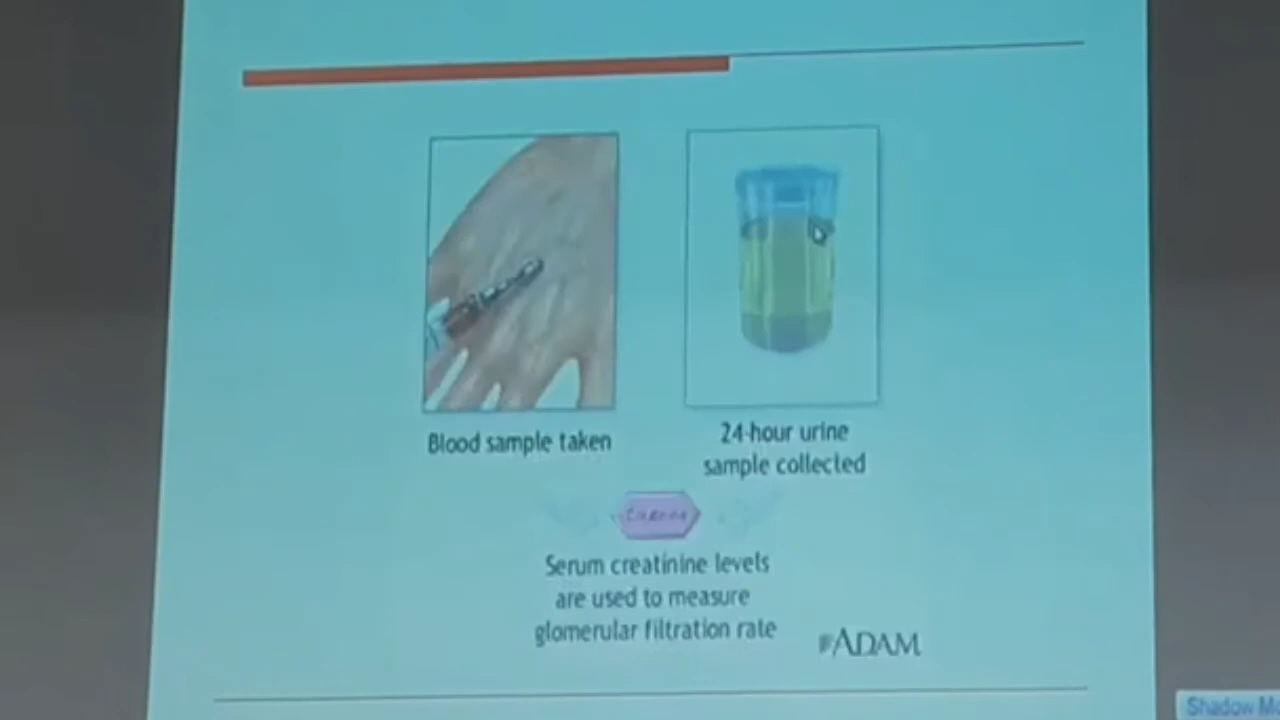 Blood sample taken
24-hour urine
sample collected
Serum creatinine levels
are used to measure
glomerular filtration rate
ADAM
Shadow